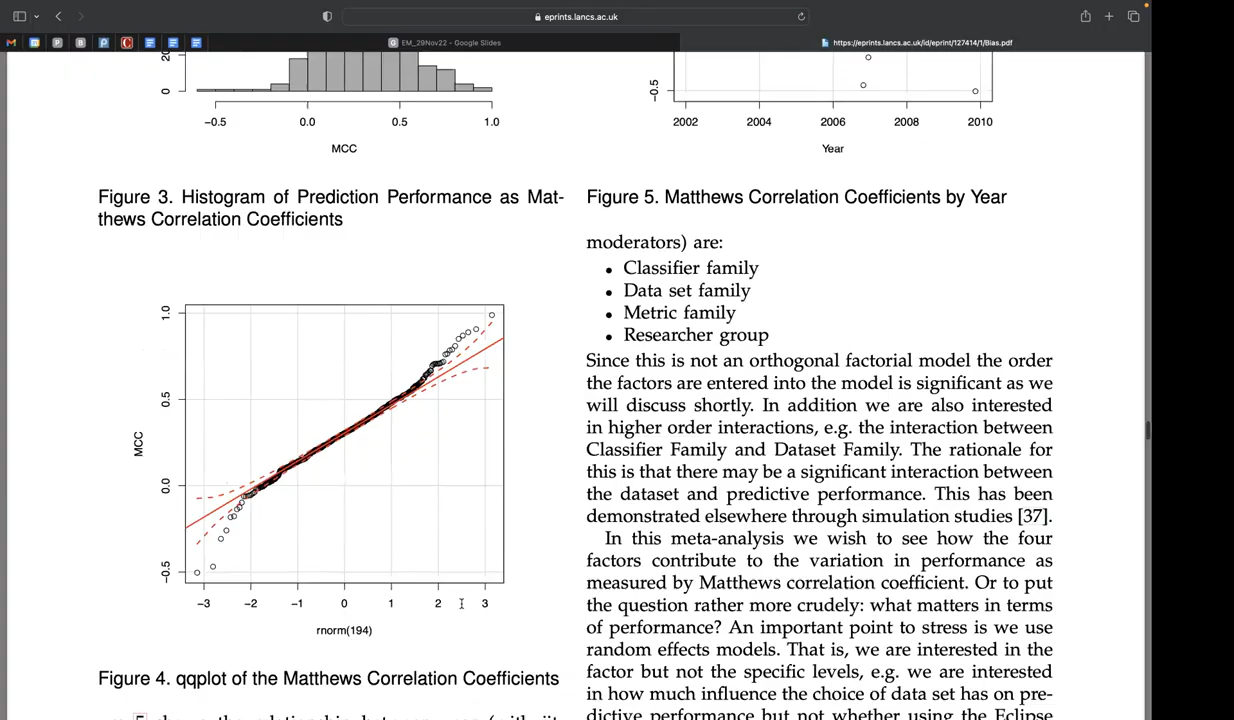 eprints.lancs.ac.uk
EM_29Nov22 - Google Slides
https://eprints.lancs.ac.uk/id/eprint/127414/1/Bias.pdf
0
−0.5
0.0
0.5
1.0
MCC
Figure 3. Histogram of Prediction Performance as Mat-
thews Correlation Coefficients
1.0
0.5
0.0
−0.5
MCC
−3
−2
−1
0
1
2
3
rnorm(194)
Figure 4. qqplot of the Matthews Correlation Coefficients
−0.5
2002
2004
2006
2008
2010
Year
Figure 5. Matthews Correlation Coefficients by Year
moderators) are:
• Classifier family
• Data set family
• Metric family
• Researcher group
Since this is not an orthogonal factorial model the order
the factors are entered into the model is significant as we
will discuss shortly. In addition we are also interested
in higher order interactions, e.g. the interaction between
Classifier Family and Dataset Family. The rationale for
this is that there may be a significant interaction between
the dataset and predictive performance. This has been
demonstrated elsewhere through simulation studies [37].
In this meta-analysis we wish to see how the four
factors contribute to the variation in performance as
measured by Matthews correlation coefficient. Or to put
the question rather more crudely: what matters in terms
of performance? An important point to stress is we use
random effects models. That is, we are interested in the
factor but not the specific levels, e.g. we are interested
in how much influence the choice of data set has on pre-
dictive performance but not whether using the Eclipse